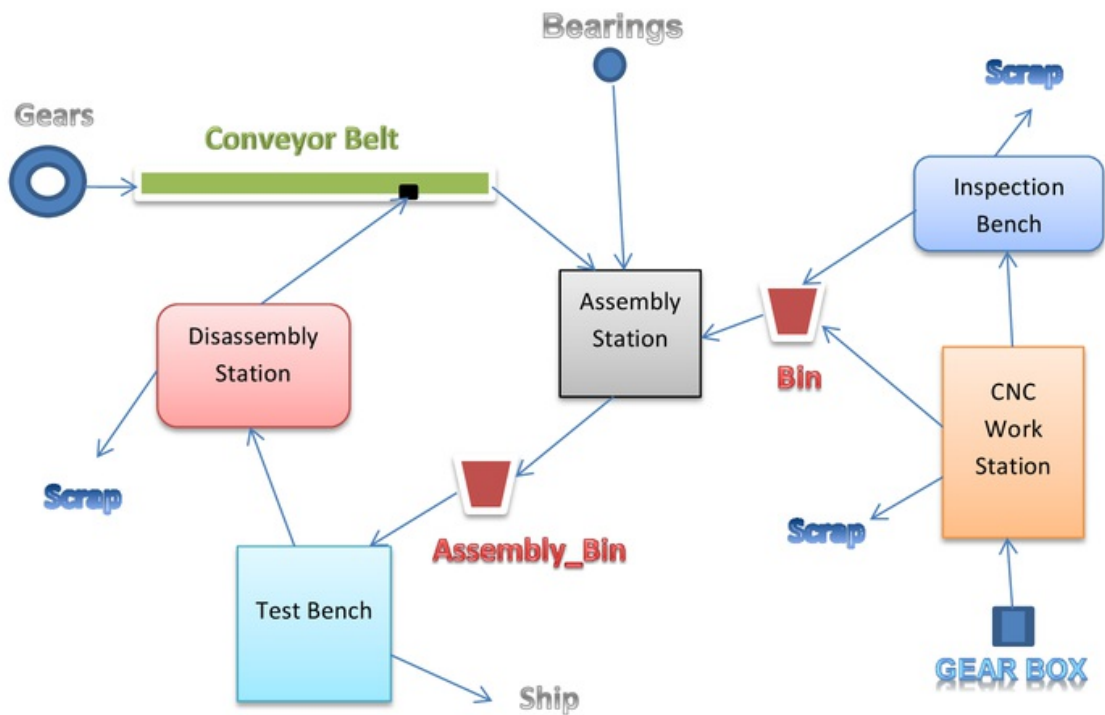 Bearings
Scrap
Gears
Conveyor Belt
Inspection
Bench
Assembly
Station
Disassembly
Station
Bin
CNC
Work
Station
Scrap
Scrap
Assembly_Bin
Test Bench
GEAR BOX
Ship